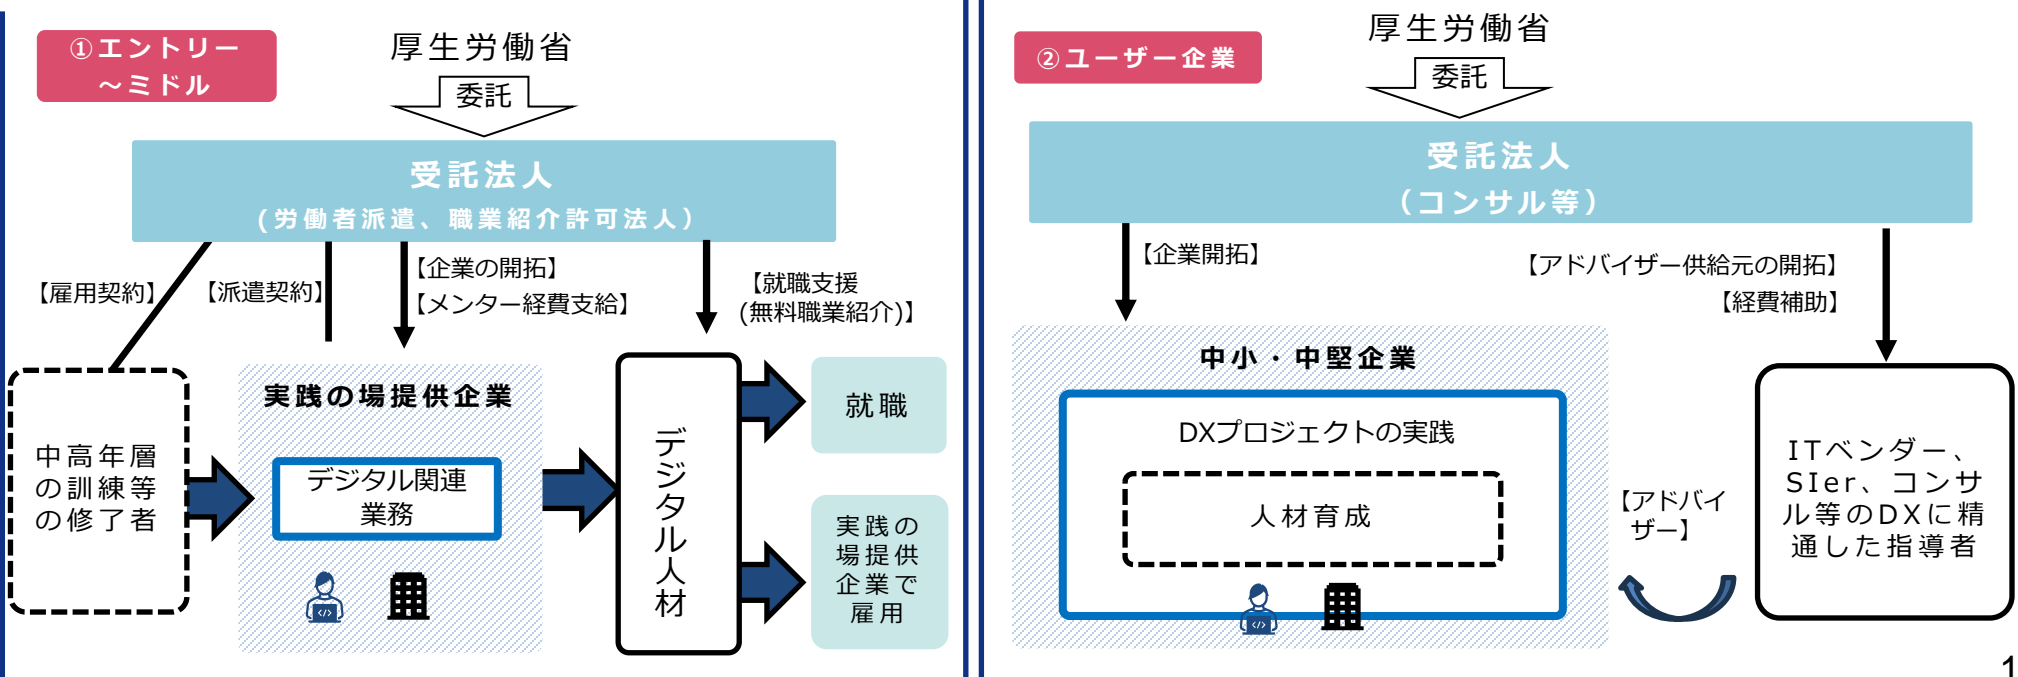 ①エントリー
～ミドル
厚生労働省
委託
受託法人
(労働者派遣、職業紹介許可法人）
【雇用契約】
【派遣契約】
【企業の開拓】
【メンター経費支給】
【就職支援
(無料職業紹介)】
中高年層
の訓練等
の修了者
実践の場提供企業
デジタル関連
業務
デジタル人材
就職
実践の
場提供
企業で
雇用
②ユーザー企業
厚生労働省
委託
受託法人
（コンサル等）
【企業開拓】
【アドバイザー供給元の開拓】
【経費補助】
中小・中堅企業
DXプロジェクトの実践
人材育成
【アドバイ
ザー】
ITベンダー、
SIer、コンサ
ル等のDXに精
通した指導者
1